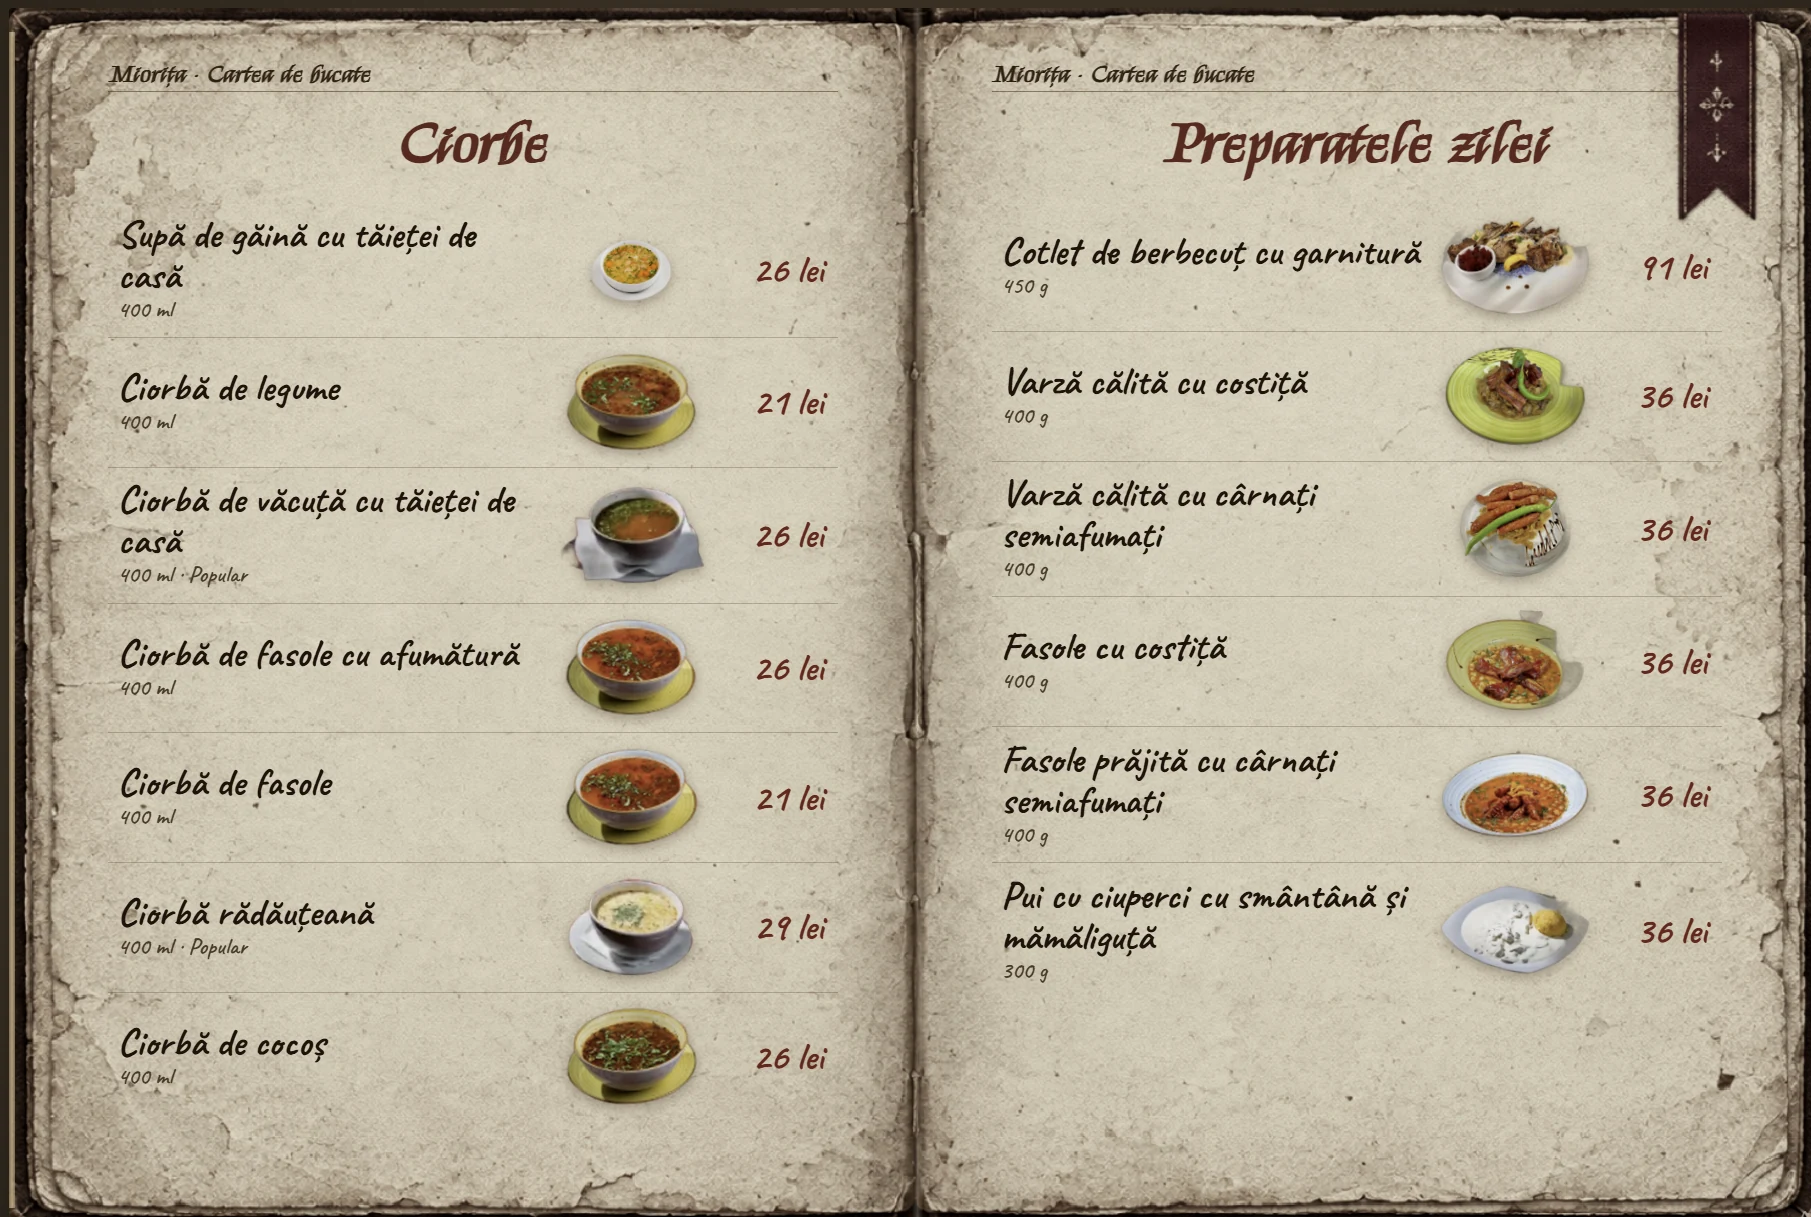 Miorița · Cartea de bucate
Ciorbe
Supă de găină cu tăieței de
casă
400 ml
26 lei
Ciorbă de legume
400 ml
21 lei
Ciorbă de văcuță cu tăieței de
casă
400 ml · Popular
26 lei
Ciorbă de fasole cu afumătură
400 ml
26 lei
Ciorbă de fasole
400 ml
21 lei
Ciorbă rădăuțeană
400 ml · Popular
29 lei
Ciorbă de cocoș
400 ml
26 lei
Miorița · Cartea de bucate
Preparatele zilei
Cotlet de berbecuț cu garnitură
450 g
91 lei
Varză călită cu costiță
400 g
36 lei
Varză călită cu cârnați
semiafumați
400 g
36 lei
Fasole cu costiță
400 g
36 lei
Fasole prăjită cu cârnați
semiafumați
400 g
36 lei
Pui cu ciuperci cu smântână și
mămăliguță
300 g
36 lei